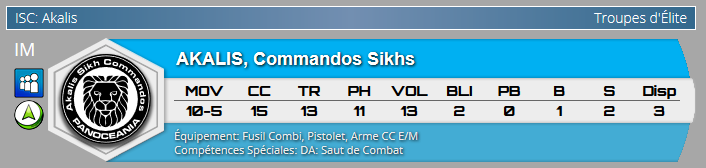 ISC: Akalis Troupes d'Élite
IM
AKALIS, Commandos Sikhs
Akalis Sikh Commandos
PANOCEANIA
MOV CC TR PH VOL BLI PB B S Disp
10-5 15 13 11 13 2 0 1 2 3
Équipement: Fusil Combi, Pistolet, Arme CC E/M
Compétences Spéciales: DA: Saut de Combat